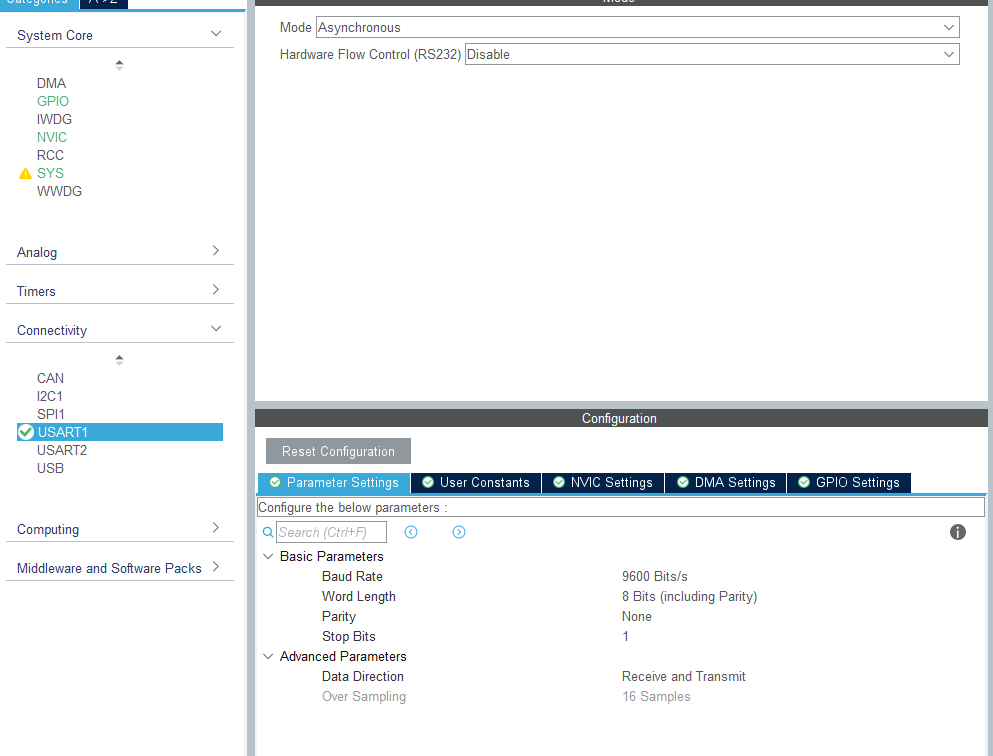 Categories A->Z
System Core
DMA
GPIO
IWDG
NVIC
RCC
SYS
WWDG
Analog
Timers
Connectivity
CAN
I2C1
SPI1
USART1
USART2
USB
Computing
Middleware and Software Packs
Mode
Mode Asynchronous
Hardware Flow Control (RS232) Disable
Configuration
Reset Configuration
Parameter Settings User Constants NVIC Settings DMA Settings GPIO Settings
Configure the below parameters :
Search (Ctrl+F)
Basic Parameters
Baud Rate 9600 Bits/s
Word Length 8 Bits (including Parity)
Parity None
Stop Bits 1
Advanced Parameters
Data Direction Receive and Transmit
Over Sampling 16 Samples